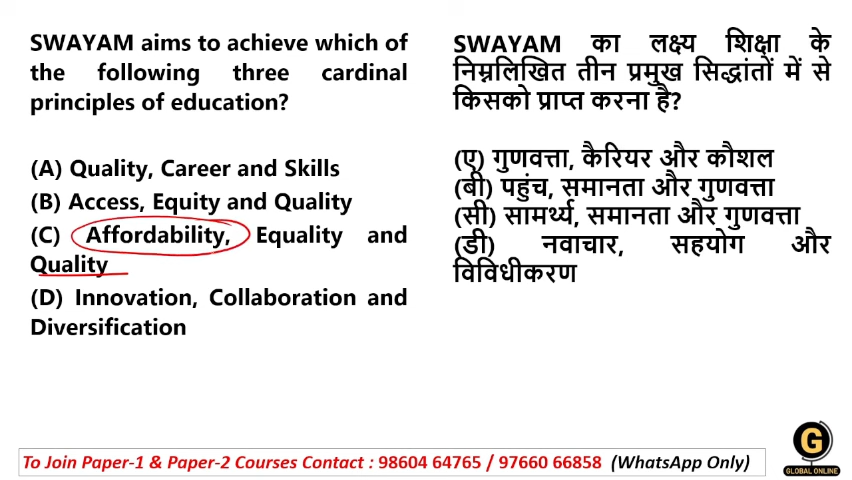 SWAYAM aims to achieve which of
the following three cardinal
principles of education?
(A) Quality, Career and Skills
(B) Access, Equity and Quality
(C) Affordability, Equality and
Quality
(D) Innovation, Collaboration and
Diversification
SWAYAM का लक्ष्य शिक्षा के
निम्नलिखित तीन प्रमुख सिद्धांतों में से
किसको प्राप्त करना है?
(ए) गुणवत्ता, कैरियर और कौशल
(बी) पहुंच, समानता और गुणवत्ता
(सी) सामर्थ्य, समानता और गुणवत्ता
(डी) नवाचार, सहयोग और
विविधीकरण
G
GLOBAL ONLINE
To Join Paper-1 & Paper-2 Courses Contact : 98604 64765 / 97660 66858 (WhatsApp Only)